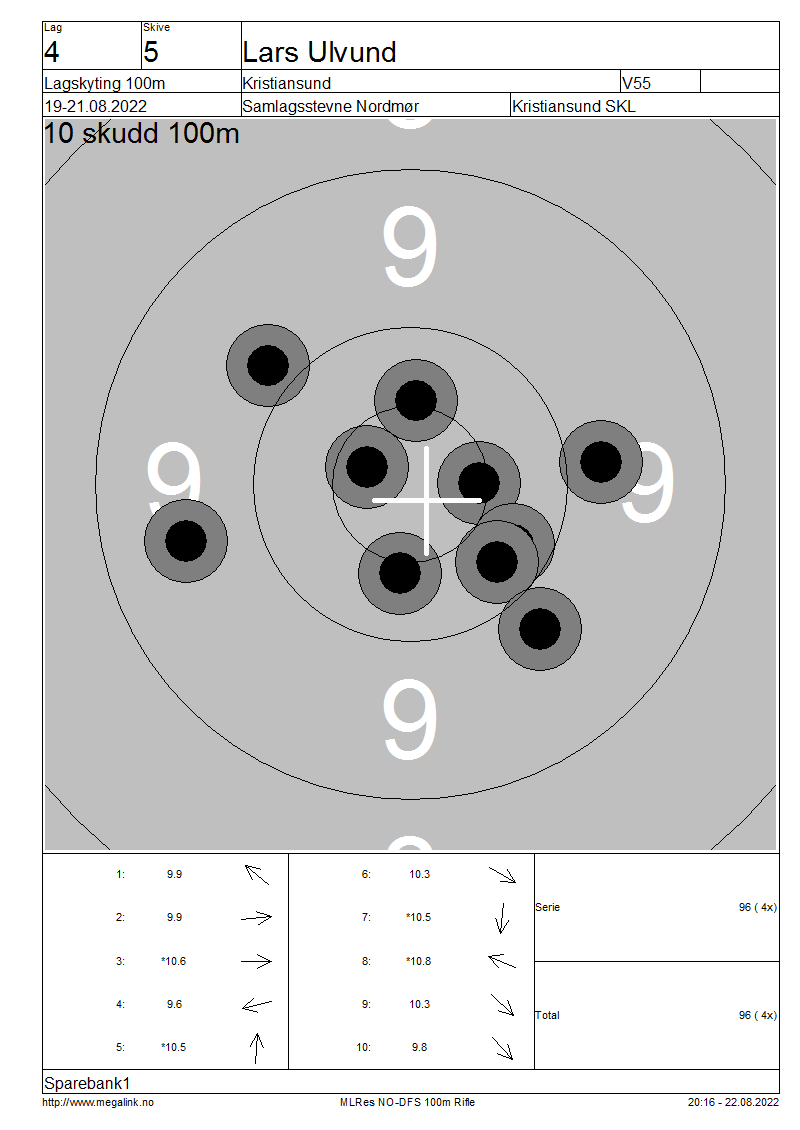 Lag Skive
4 5 Lars Ulvund
Lagskyting 100m Kristiansund V55
19-21.08.2022 Samlagsstevne Nordmør Kristiansund SKL
10 skudd 100m
9
9
9 9
9
9
1: 9.9 6: 10.3
2: 9.9 7: *10.5 Serie 96 ( 4x)
3: *10.6 8: *10.8
4: 9.6 9: 10.3 Total 96 ( 4x)
5: *10.5 10: 9.8
Sparebank1
http://www.megalink.no MLRes NO-DFS 100m Rifle 20:16 - 22.08.2022